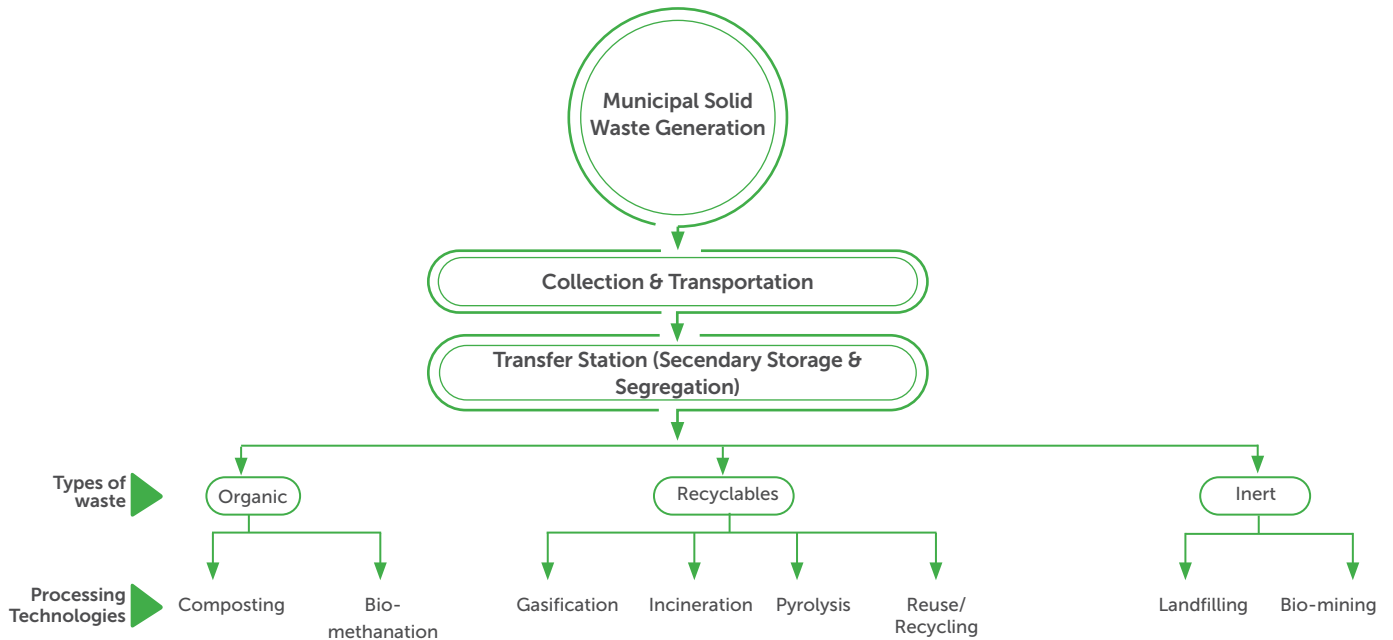 Municipal Solid
Waste Generation
Collection & Transportation
Transfer Station (Secendary Storage &
Segregation)
Types of
waste
Organic
Recyclables
Inert
Processing
Technologies
Composting
Bio-
methanation
Gasification
Incineration
Pyrolysis
Reuse/
Recycling
Landfilling
Bio-mining